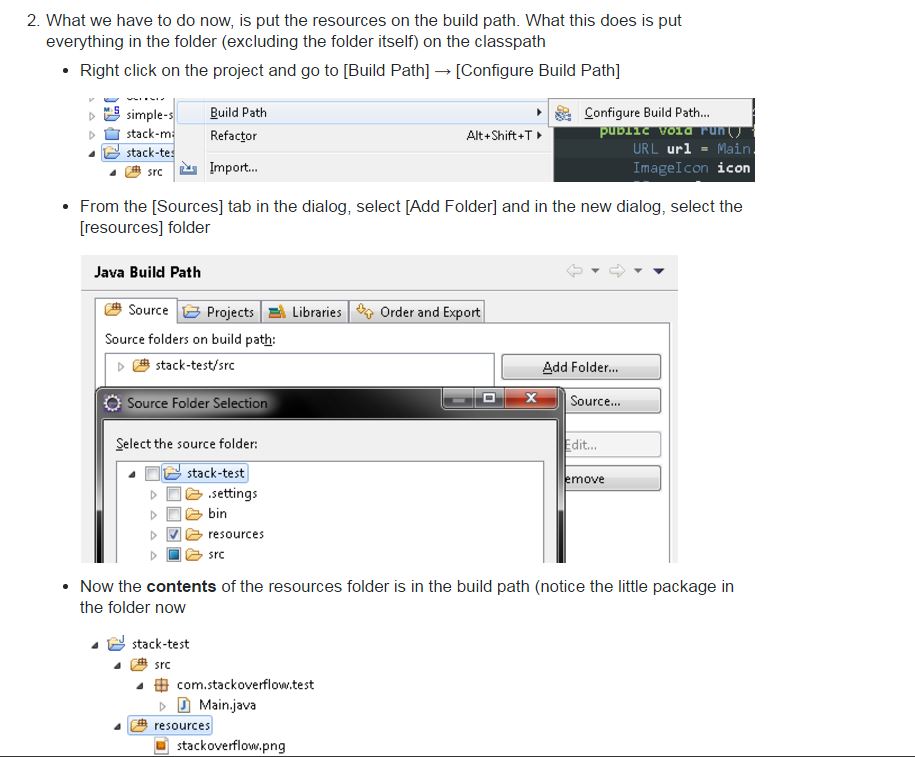 2. What we have to do now, is put the resources on the build path. What this does is put
everything in the folder (excluding the folder itself) on the classpath
• Right click on the project and go to [Build Path] → [Configure Build Path]
simple-s
Build Path
Configure Build Path...
stack-ma
Refactor
Alt+Shift+T
public void run() {
stack-tes
URL url = Main.
src
Import...
ImageIcon icon
• From the [Sources] tab in the dialog, select [Add Folder] and in the new dialog, select the
[resources] folder
Java Build Path
Source
Projects
Libraries
Order and Export
Source folders on build path:
stack-test/src
Add Folder...
Source Folder Selection
Source...
Select the source folder:
Edit...
stack-test
emove
.settings
bin
resources
src
• Now the contents of the resources folder is in the build path (notice the little package in
the folder now
stack-test
src
com.stackoverflow.test
Main.java
resources
stackoverflow.png